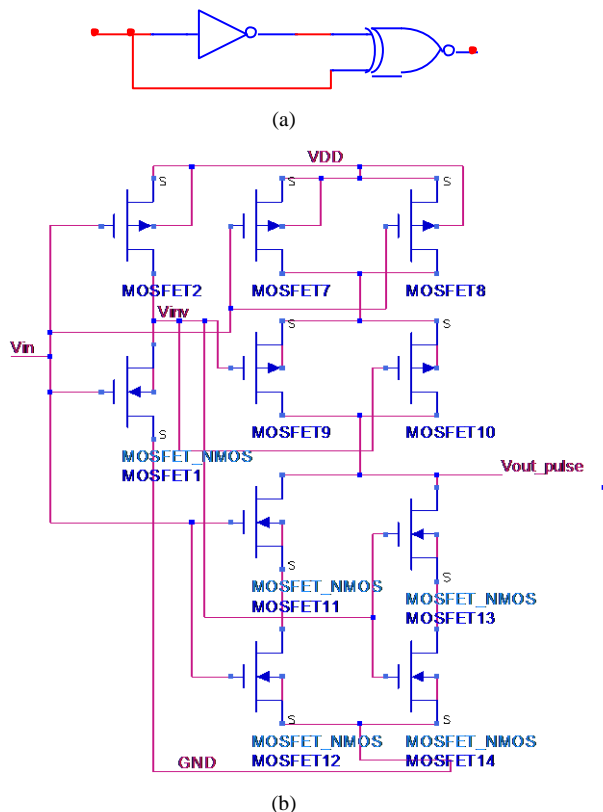 (a)
VDD
S S S
MOSFET2 MOSFET7 MOSFET8
Vinv S S
Vin
MOSFET9 MOSFET10
S
MOSFET_NMOS
MOSFET1
Vout_pulse
S S
MOSFET_NMOS
MOSFET11
MOSFET_NMOS
MOSFET13
S S
MOSFET_NMOS MOSFET_NMOS
MOSFET12 MOSFET14
GND
(b)